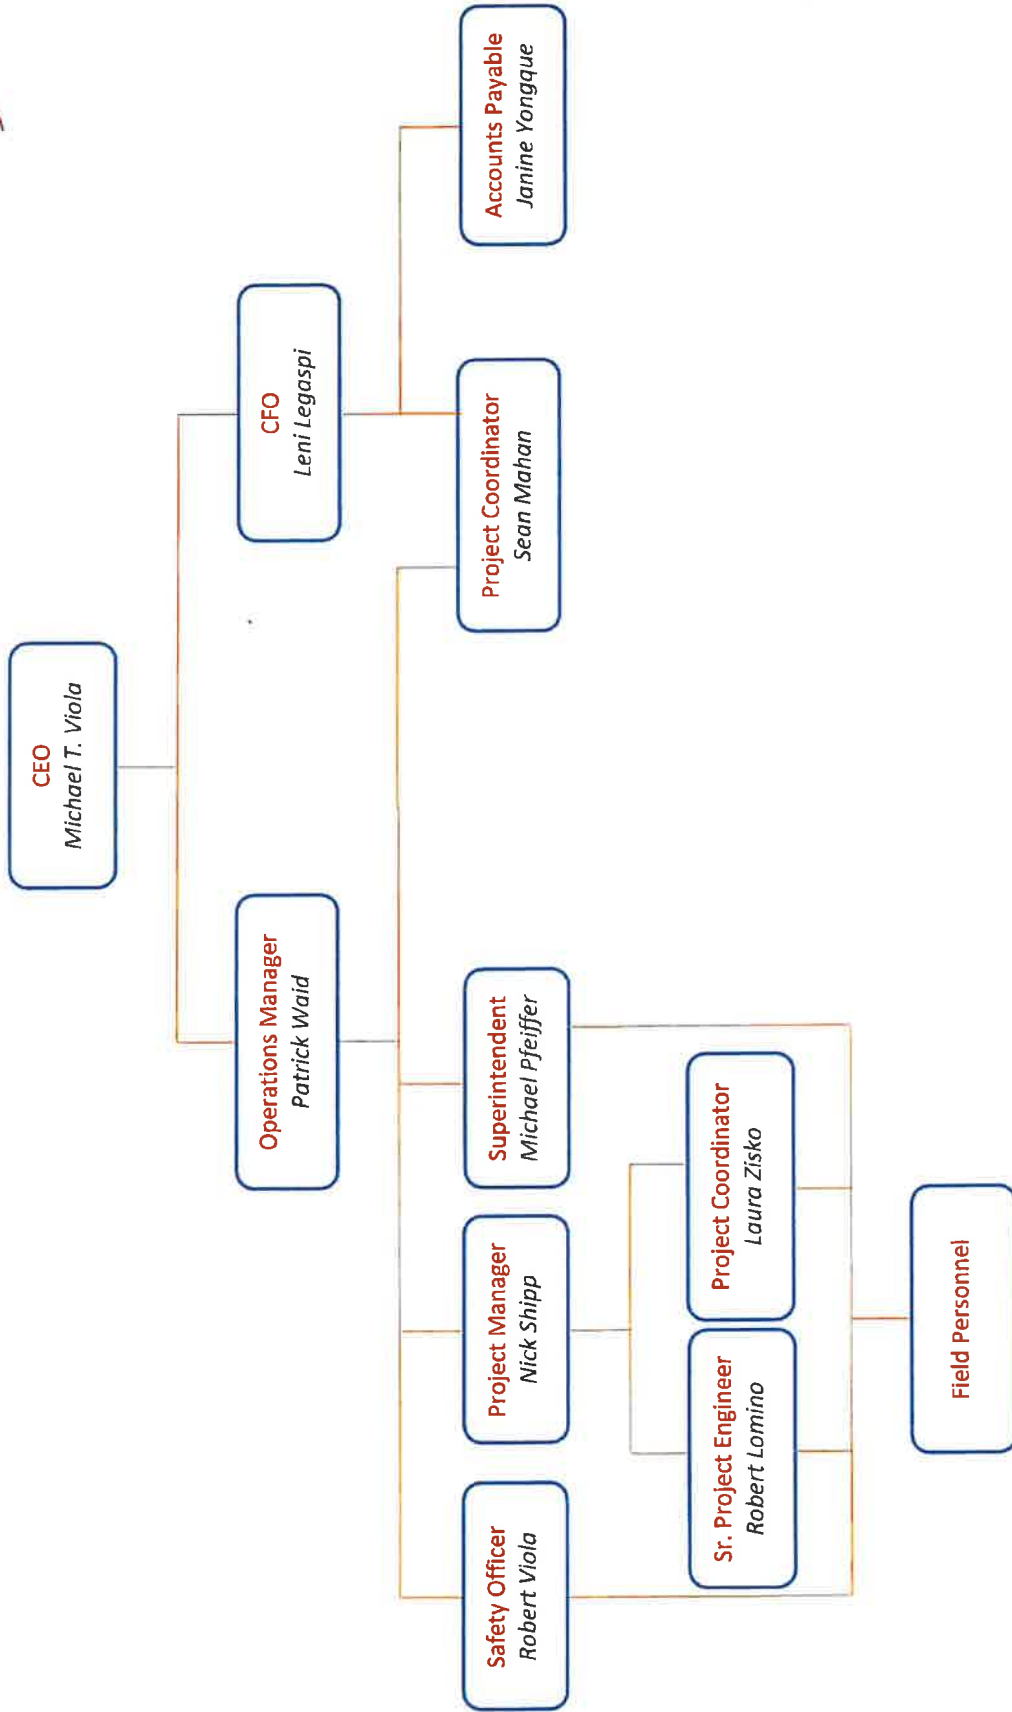 CEO
Michael T. Viola
Operations Manager
Patrick Waid
CFO
Leni Legaspi
Safety Officer
Robert Viola
Project Manager
Nick Shipp
Superintendent
Michael Pfeiffer
Project Coordinator
Sean Mahan
Accounts Payable
Janine Yongque
Sr. Project Engineer
Robert Lomino
Project Coordinator
Laura Zisko
Field Personnel